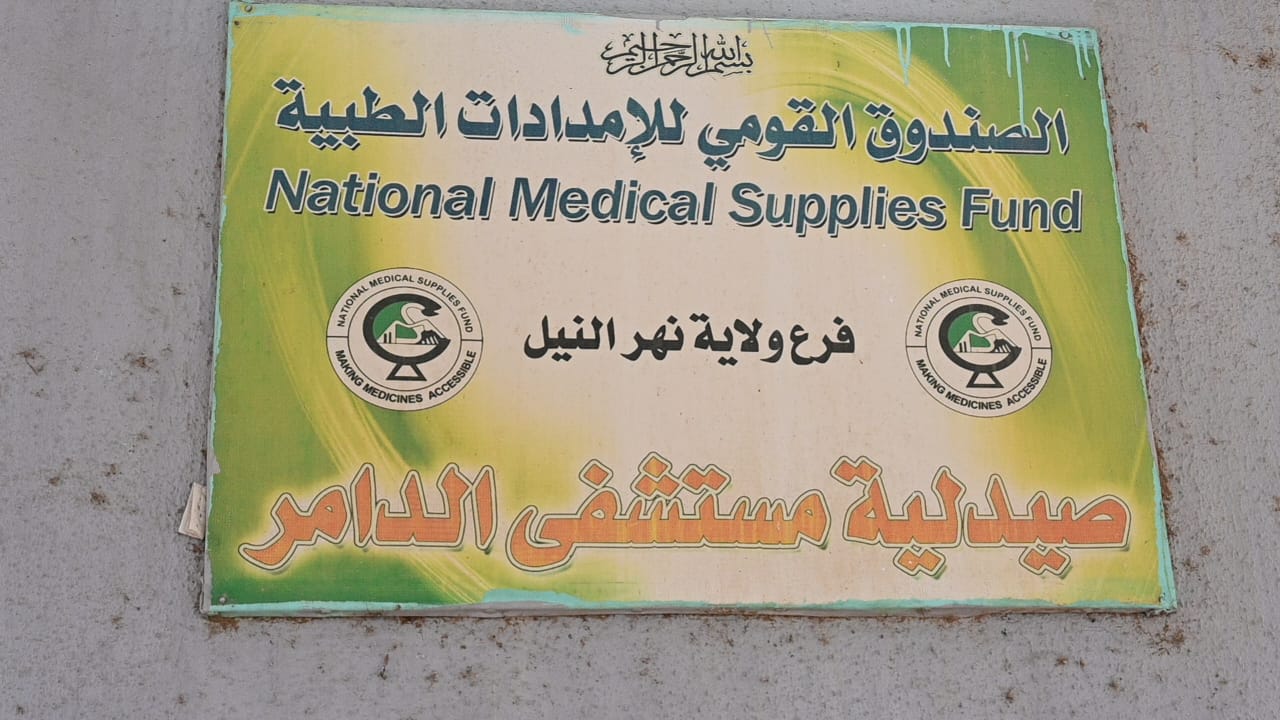 بسم الله الرحمن الرحيم
الصندوق القومي للإمدادات الطبية
National Medical Supplies Fund
فرع ولاية نهر النيل
NATIONAL MEDICAL SUPPLIES FUND
MAKING MEDICINES ACCESSIBLE
NATIONAL MEDICAL SUPPLIES FUND
MAKING MEDICINES ACCESSIBLE
صيدلية مستشفى الدامر